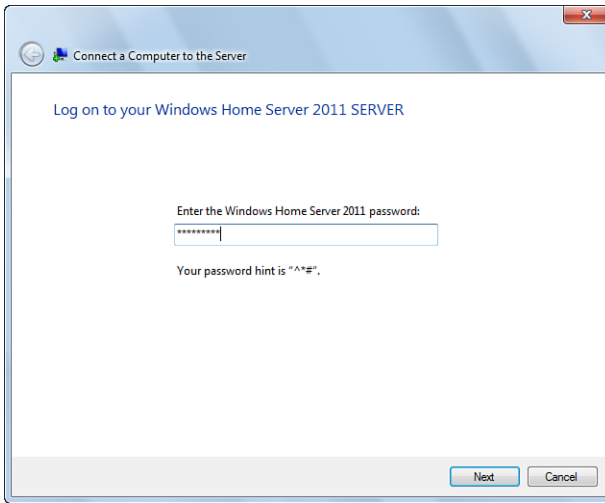 Connect a Computer to the Server
Log on to your Windows Home Server 2011 SERVER
Enter the Windows Home Server 2011 password:
*********
Your password hint is "^*#".
Next Cancel